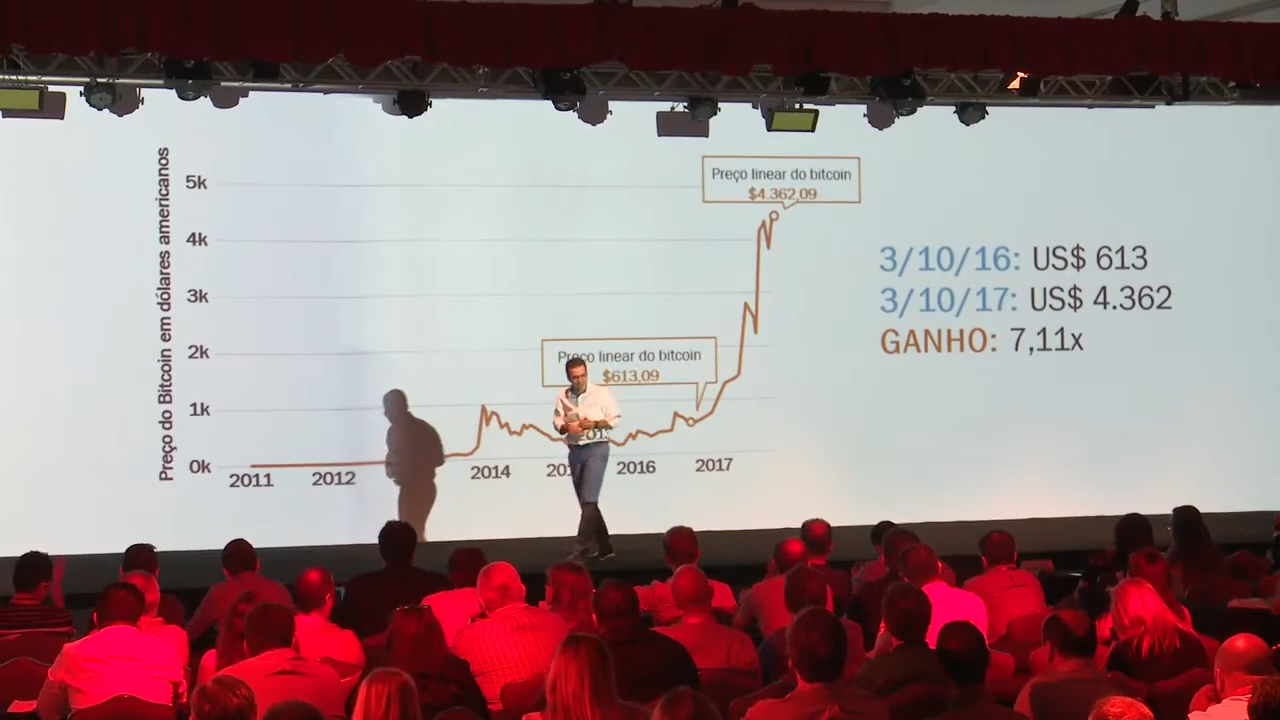 Preço do Bitcoin em dólares americanos
5k
4k
3k
2k
1k
0k
2011
2012
2014
2016
2017
Preço linear do bitcoin
$613,09
Preço linear do bitcoin
$4.362,09
3/10/16: US$ 613
3/10/17: US$ 4.362
GANHO: 7,11x